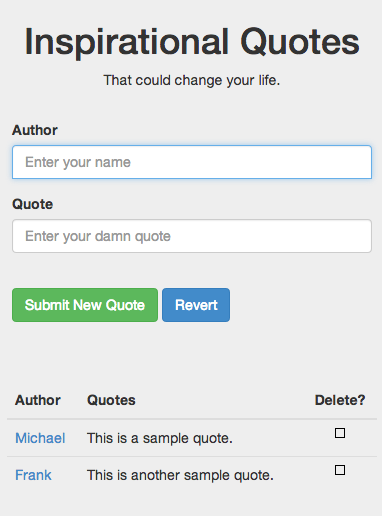 Inspirational Quotes
That could change your life.
Author
Enter your name
Quote
Enter your damn quote
Submit New Quote Revert
Author Quotes Delete?
Michael This is a sample quote.
Frank This is another sample quote.